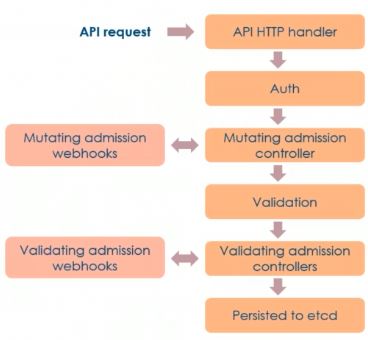 API request
API HTTP handler
Auth
Mutating admission
webhooks
Mutating admission
controller
Validation
Validating admission
webhooks
Validating admission
controllers
Persisted to etcd